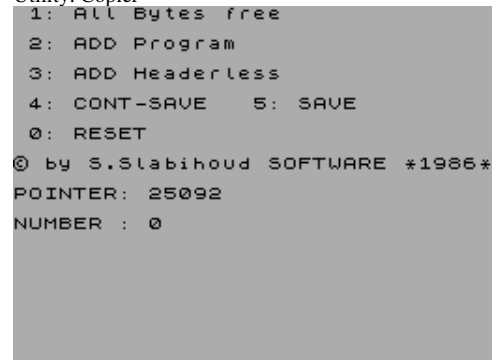 Utility: Copier
1: All Bytes free
2: ADD Program
3: ADD Headerless
4: CONT-SAVE 5: SAVE
0: RESET
© by S.Slabihoud SOFTWARE *1986*
POINTER: 25092
NUMBER : 0